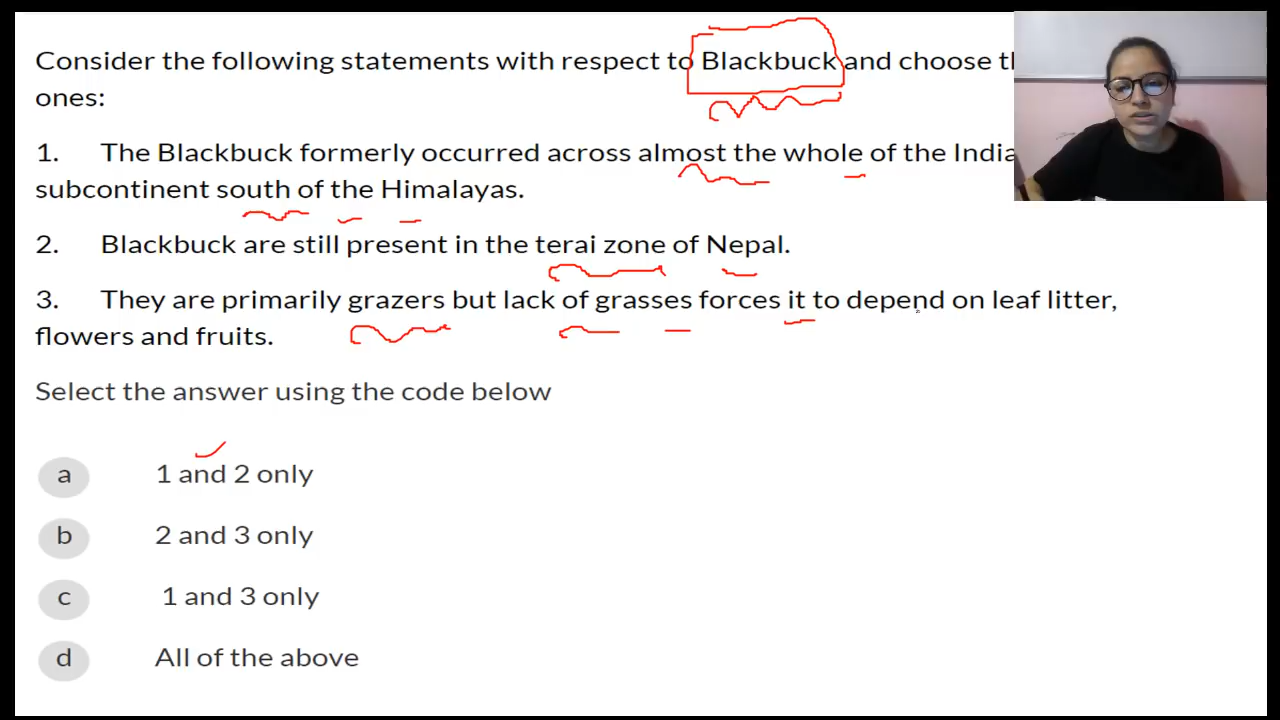 Consider the following statements with respect to Blackbuck and choose
ones:
1. The Blackbuck formerly occurred across almost the whole of the
subcontinent south of the Himalayas.
2. Blackbuck are still present in the terai zone of Nepal.
3. They are primarily grazers but lack of grasses forces it to depend on leaf litter,
flowers and fruits.
Select the answer using the code below
a 1 and 2 only
b 2 and 3 only
c 1 and 3 only
d All of the above